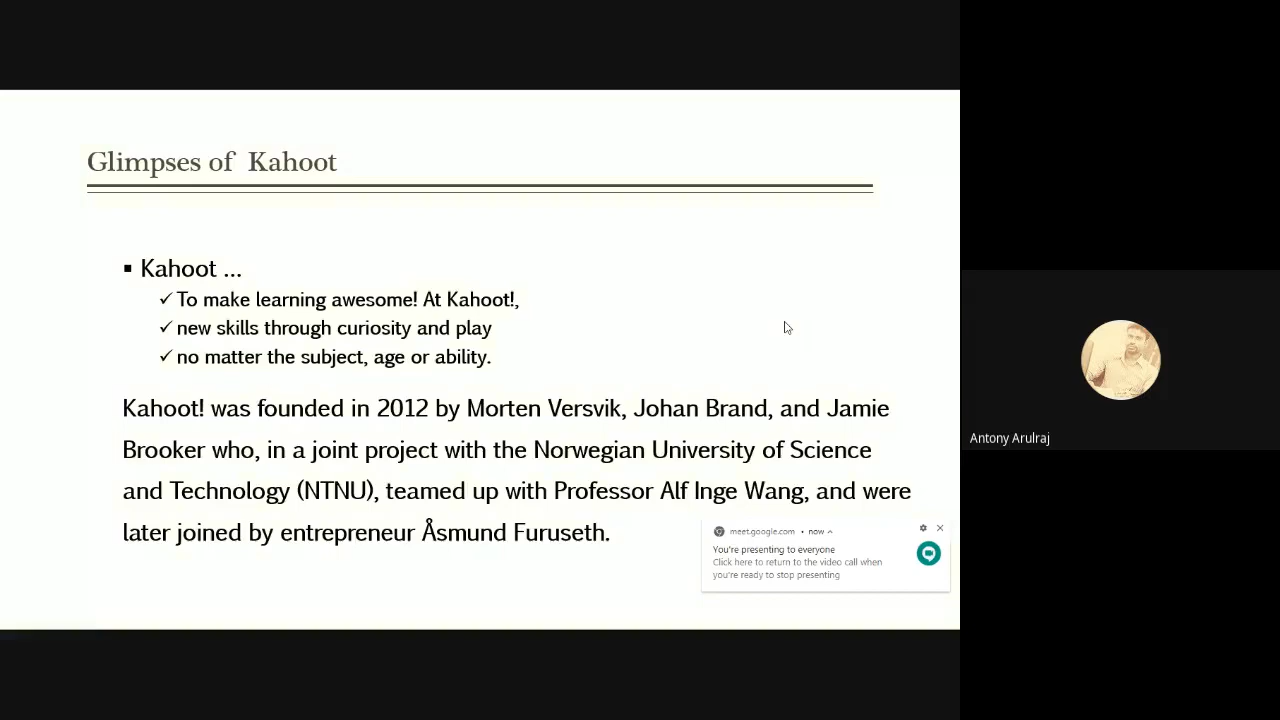 Glimpses of Kahoot
Kahoot ...
To make learning awesome! At Kahoot!,
new skills through curiosity and play
no matter the subject, age or ability.
Kahoot! was founded in 2012 by Morten Versvik, Johan Brand, and Jamie
Brooker who, in a joint project with the Norwegian University of Science
and Technology (NTNU), teamed up with Professor Alf Inge Wang, and were
later joined by entrepreneur Åsmund Furuseth.
meet.google.com • now
You're presenting to everyone
Click here to return to the video call when
you're ready to stop presenting
Antony Arulraj